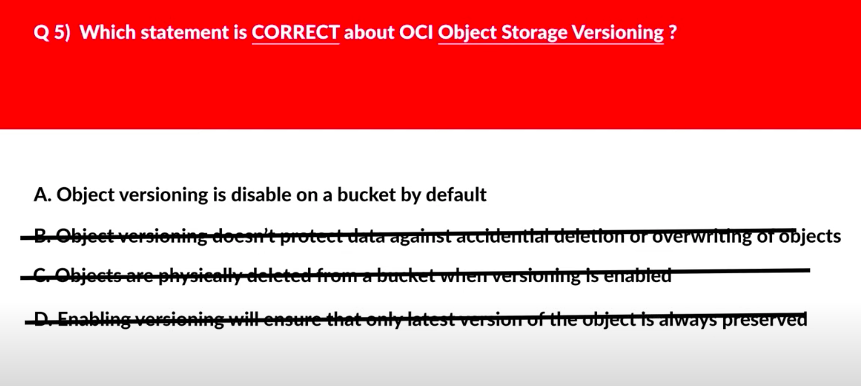 Q 5) Which statement is CORRECT about OCI Object Storage Versioning ?
A. Object versioning is disable on a bucket by default
B. Object versioning doesn't protect data against accidential deletion or overwriting of objects
C. Objects are physically deleted from a bucket when versioning is enabled
D. Enabling versioning will ensure that only latest version of the object is always preserved